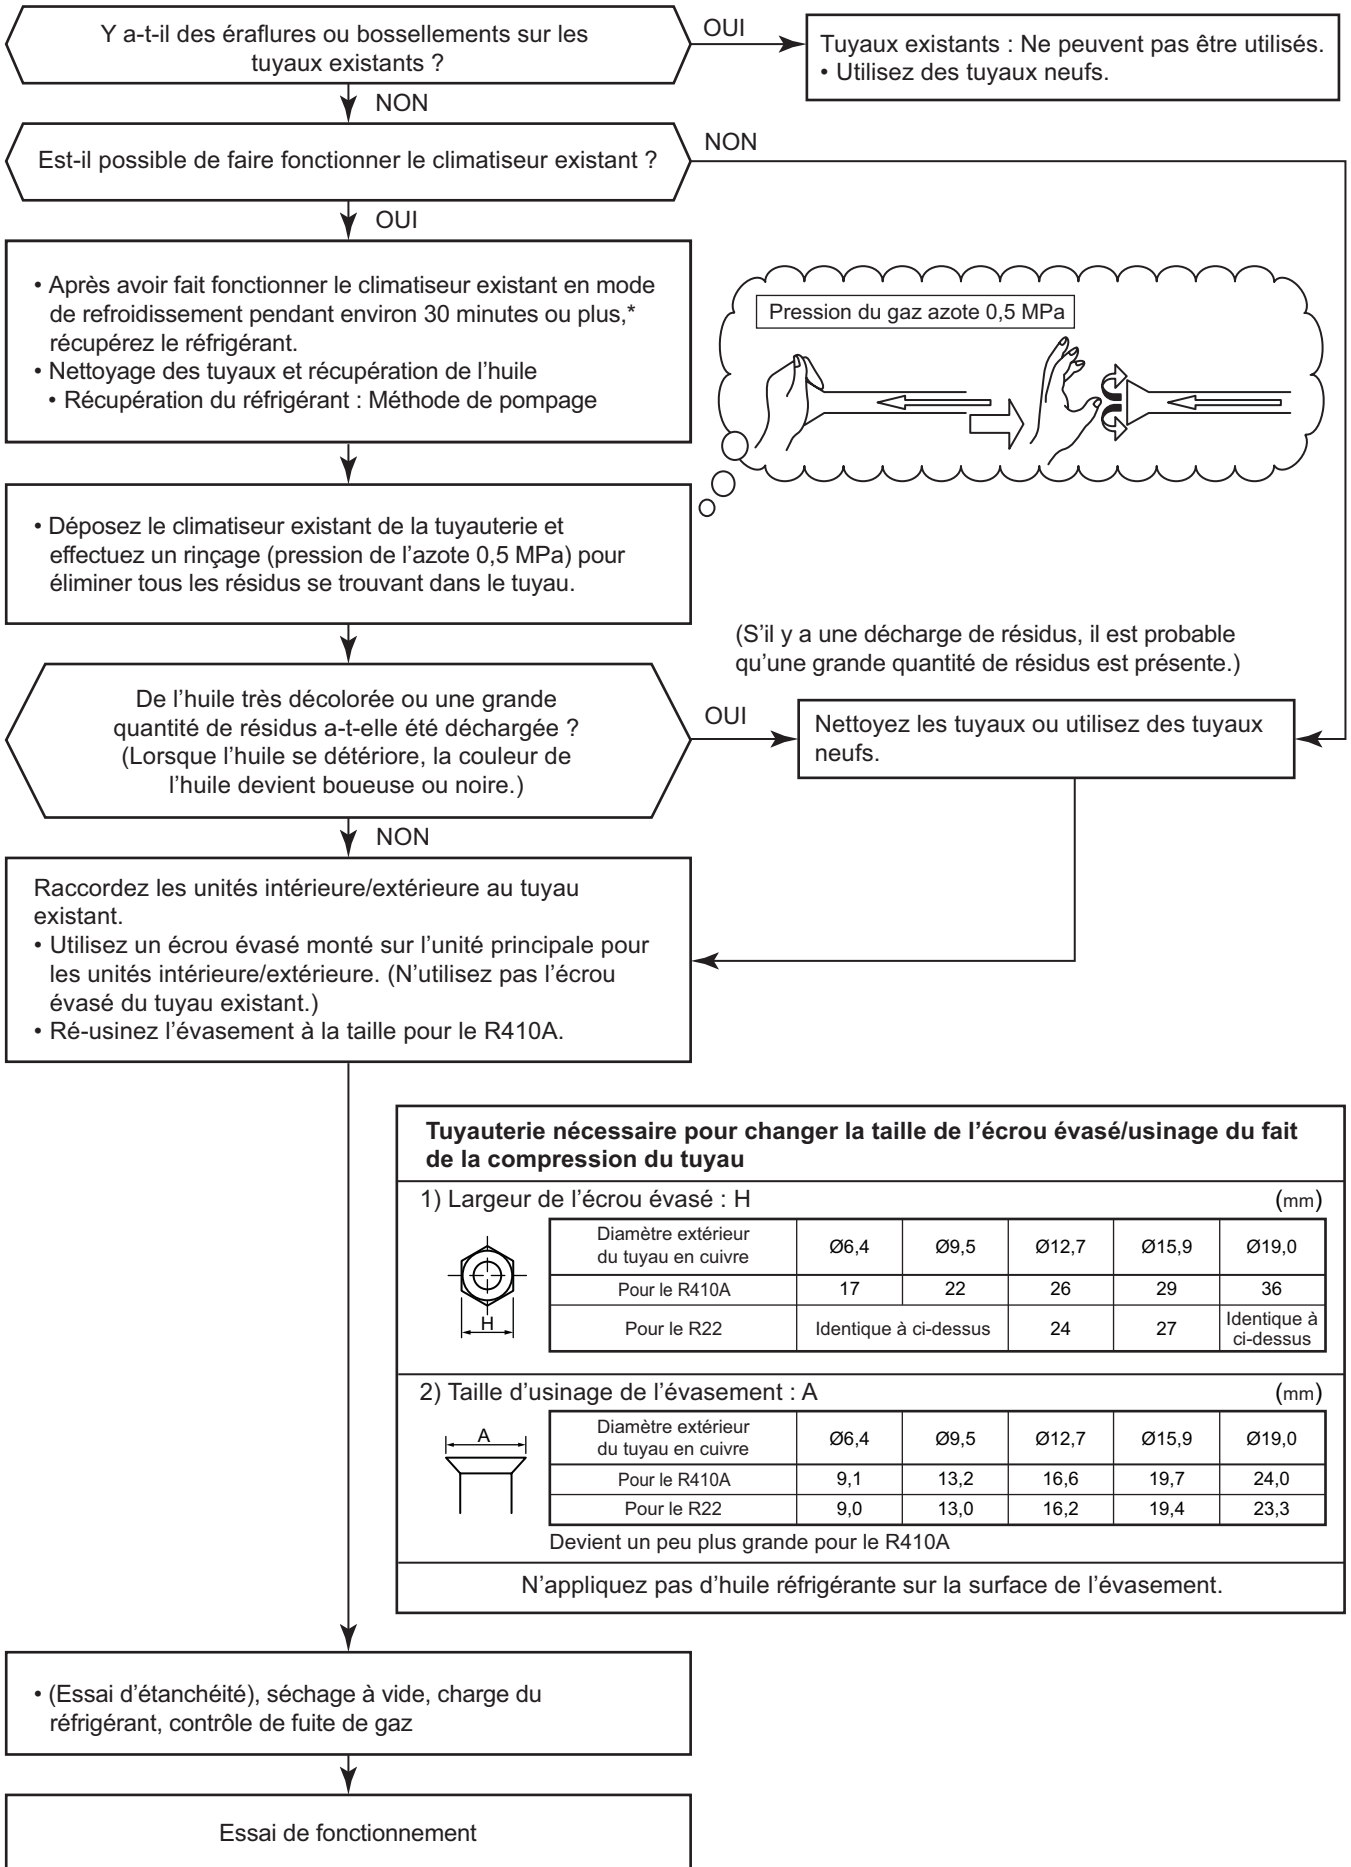 Y a-t-il des éraflures ou bossellements sur les
tuyaux existants ?
OUI
Tuyaux existants : Ne peuvent pas être utilisés.
• Utilisez des tuyaux neufs.
NON
Est-il possible de faire fonctionner le climatiseur existant ?
NON
OUI
• Après avoir fait fonctionner le climatiseur existant en mode
de refroidissement pendant environ 30 minutes ou plus,*
récupérez le réfrigérant.
• Nettoyage des tuyaux et récupération de l’huile
• Récupération du réfrigérant : Méthode de pompage
Pression du gaz azote 0,5 MPa
• Déposez le climatiseur existant de la tuyauterie et
effectuez un rinçage (pression de l’azote 0,5 MPa) pour
éliminer tous les résidus se trouvant dans le tuyau.
(S’il y a une décharge de résidus, il est probable
qu’une grande quantité de résidus est présente.)
De l’huile très décolorée ou une grande
quantité de résidus a-t-elle été déchargée ?
(Lorsque l’huile se détériore, la couleur de
l’huile devient boueuse ou noire.)
OUI
Nettoyez les tuyaux ou utilisez des tuyaux
neufs.
NON
Raccordez les unités intérieure/extérieure au tuyau
existant.
• Utilisez un écrou évasé monté sur l’unité principale pour
les unités intérieure/extérieure. (N’utilisez pas l’écrou
évasé du tuyau existant.)
• Ré-usinez l’évasement à la taille pour le R410A.
Tuyauterie nécessaire pour changer la taille de l’écrou évasé/usinage du fait
de la compression du tuyau
1) Largeur de l’écrou évasé : H (mm)
H
Diamètre extérieur
du tuyau en cuivre Ø6,4 Ø9,5 Ø12,7 Ø15,9 Ø19,0
Pour le R410A 17 22 26 29 36
Pour le R22 Identique à ci-dessus 24 27 Identique à
ci-dessus
2) Taille d’usinage de l’évasement : A (mm)
A
Diamètre extérieur
du tuyau en cuivre Ø6,4 Ø9,5 Ø12,7 Ø15,9 Ø19,0
Pour le R410A 9,1 13,2 16,6 19,7 24,0
Pour le R22 9,0 13,0 16,2 19,4 23,3
Devient un peu plus grande pour le R410A
N’appliquez pas d’huile réfrigérante sur la surface de l’évasement.
• (Essai d’étanchéité), séchage à vide, charge du
réfrigérant, contrôle de fuite de gaz
Essai de fonctionnement